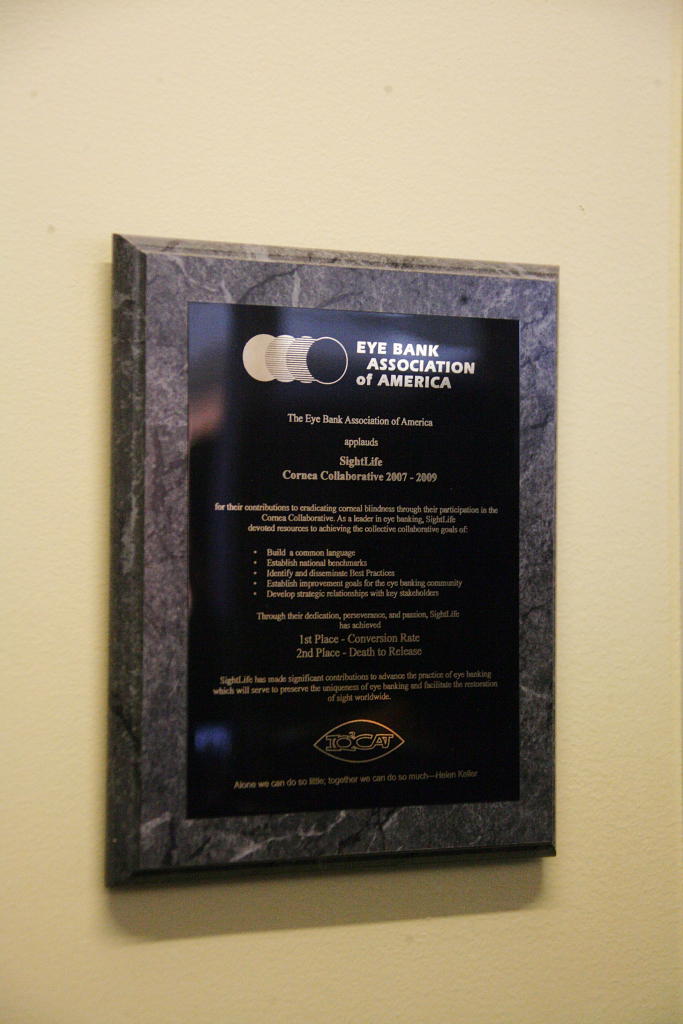 EYE BANK
ASSOCIATION
of AMERICA
The Eye Bank Association of America
applauds
SightLife
Cornea Collaborative 2007 - 2009
for their contributions to eradicating corneal blindness through their participation in the
Cornea Collaborative. As a leader in eye banking, SightLife
devoted resources to achieving the collective collaborative goals of:
• Build a common language
• Establish national benchmarks
• Identify and disseminate Best Practices
• Establish improvement goals for the eye banking community
• Develop strategic relationships with key stakeholders
Through their dedication, perseverance, and passion, SightLife
has achieved
1st Place - Conversion Rate
2nd Place - Death to Release
SightLife has made significant contributions to advance the practice of eye banking
which will serve to preserve the uniqueness of eye banking and facilitate the restoration
of sight worldwide.
IQ²CAT
Alone we can do so little; together we can do so much—Helen Keller